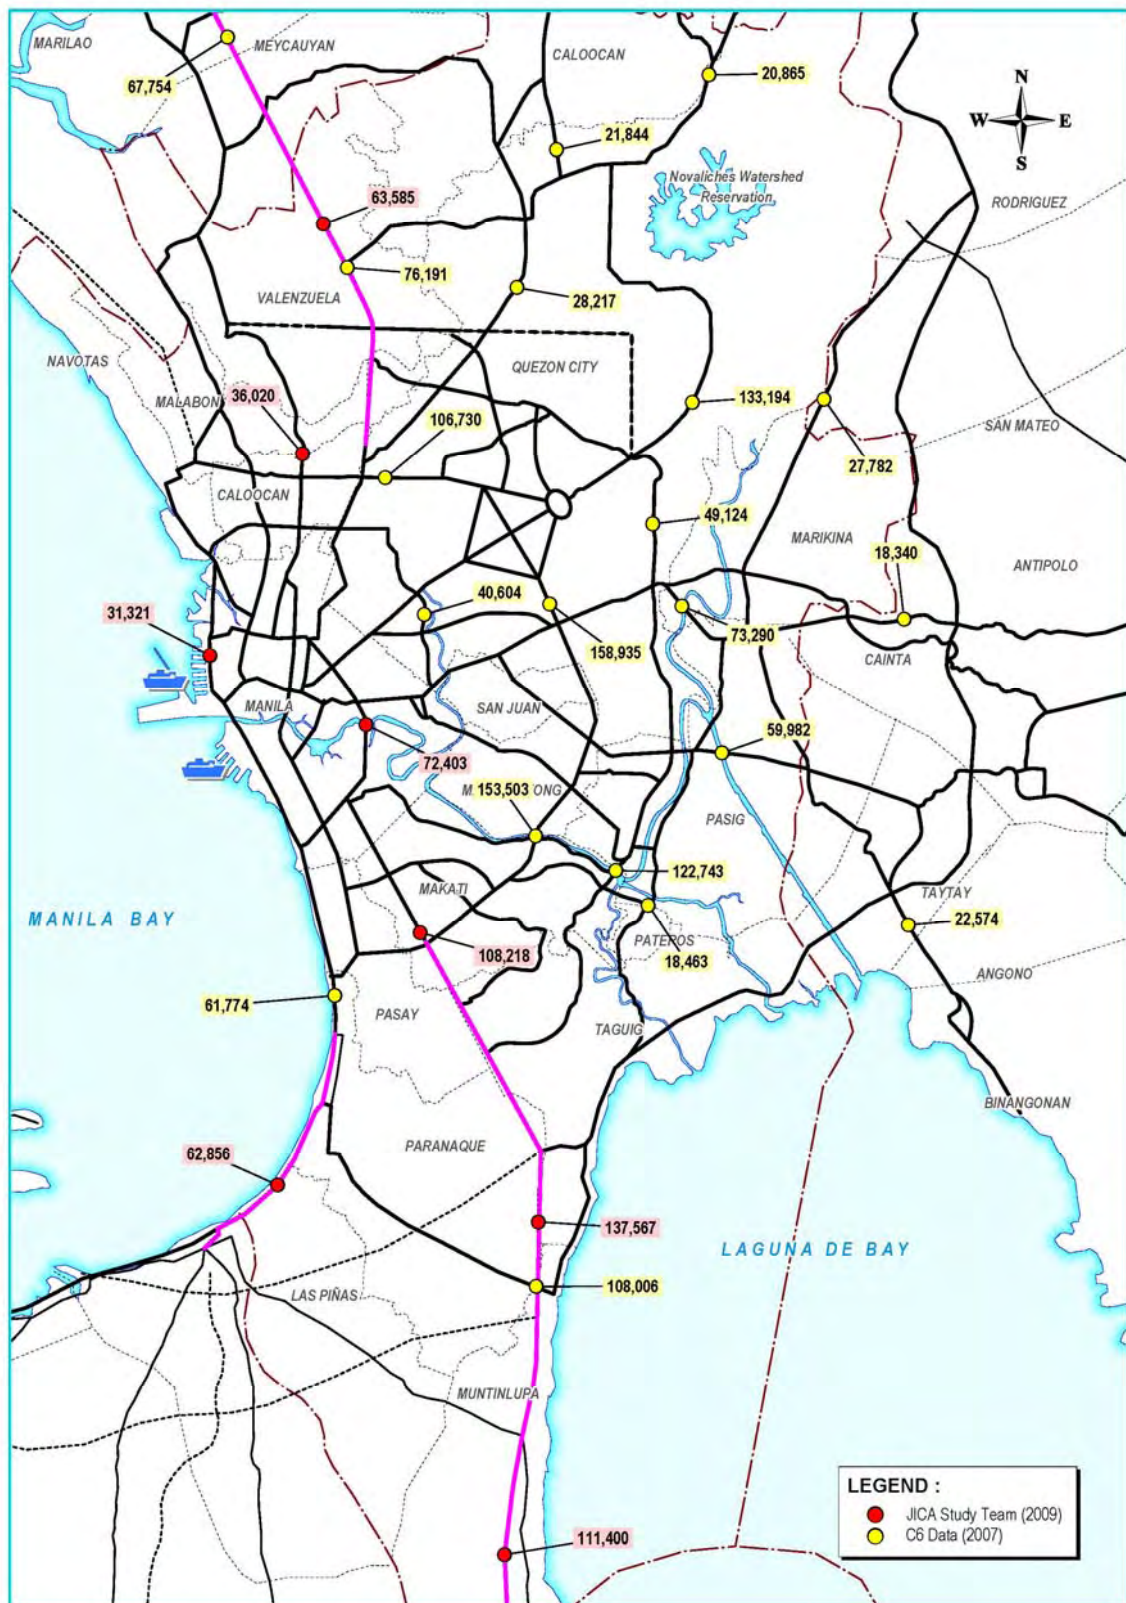 MARILAO
MEYCAUYAN
CALOOCAN
67,754
20,865
N
W
E
S
21,844
Novaliches Watershed
Reservation
RODRIGUEZ
63,585
76,191
VALENZUELA
28,217
NAVOTAS
QUEZON CITY
MALABON
36,020
106,730
133,194
SAN MATEO
27,782
CALOOCAN
49,124
MARIKINA
18,340
ANTIPOLO
31,321
40,604
158,935
73,290
CAINTA
MANILA
SAN JUAN
59,982
72,403
153,503
ONG
PASIG
MAKATI
122,743
TAYTAY
MANILA BAY
108,218
PATEROS
18,463
22,574
ANGONO
61,774
PASAY
TAGUIG
BINANGONAN
PARANAQUE
62,856
137,567
LAGUNA DE BAY
108,006
LAS PIÑAS
MUNTINLUPA
LEGEND :
JICA Study Team (2009)
C6 Data (2007)
111,400